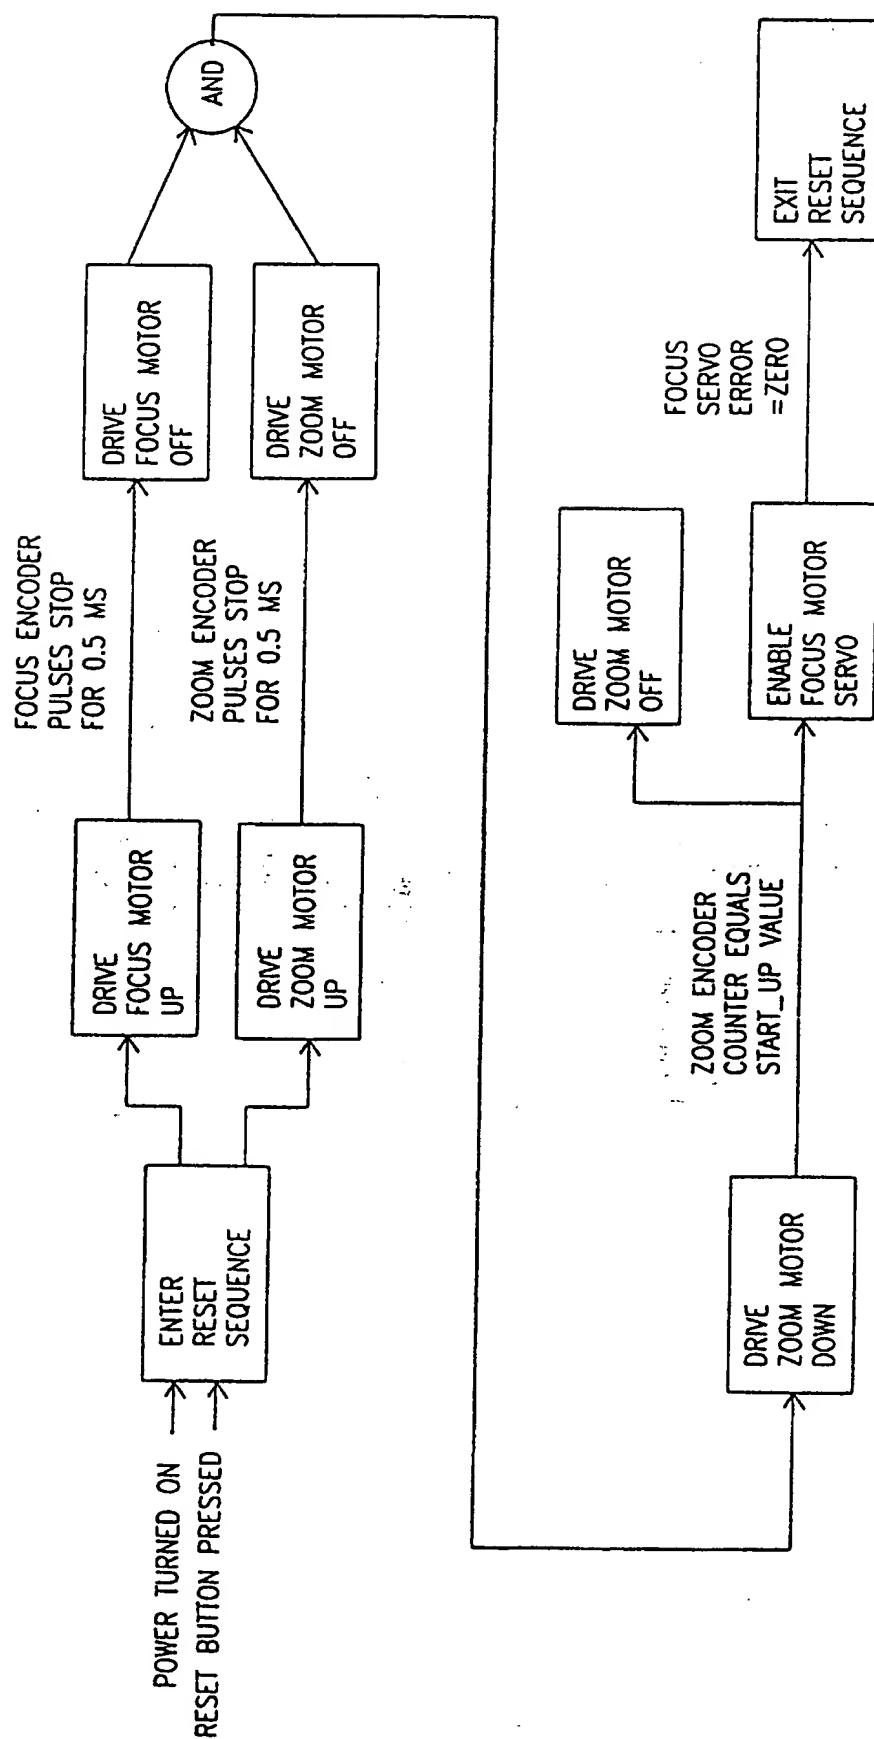 POWER TURNED ON
RESET BUTTON PRESSED
ENTER
RESET
SEQUENCE
DRIVE
FOCUS MOTOR
UP
DRIVE
ZOOM MOTOR
UP
FOCUS ENCODER
PULSES STOP
FOR 0.5 MS
ZOOM ENCODER
PULSES STOP
FOR 0.5 MS
DRIVE
FOCUS MOTOR
OFF
DRIVE
ZOOM MOTOR
OFF
AND
DRIVE
ZOOM MOTOR
DOWN
ZOOM ENCODER
COUNTER EQUALS
START_UP VALUE
DRIVE
ZOOM MOTOR
OFF
ENABLE
FOCUS MOTOR
SERVO
FOCUS
SERVO
ERROR
=ZERO
EXIT
RESET
SEQUENCE